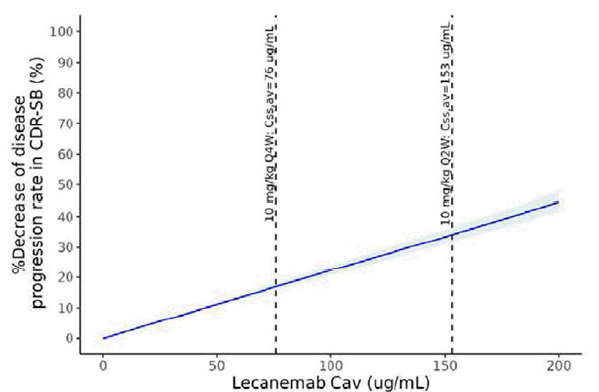 %Decrease of disease
progression rate in CDR-SB (%)
100
90
80
70
60
50
40
30
20
10
0
10 mg/kg Q4W: Css,av=76 ug/mL
10 mg/kg Q2W: Css,av=153 ug/mL
0 50 100 150 200
Lecanemab Cav (ug/mL)